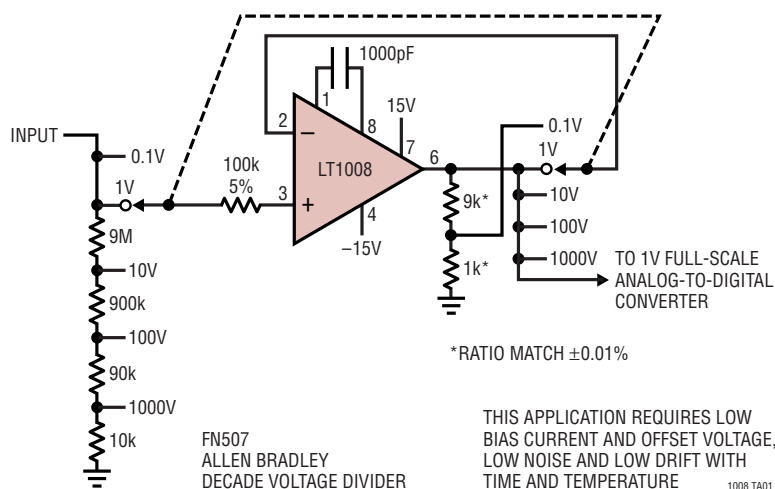 1000pF
1
2
8
15V
7
–
LT1008
6
3
+
4
–15V
INPUT
0.1V
1V
100k
5%
9M
10V
900k
100V
90k
1000V
10k
0.1V
1V
9k*
10V
100V
1k*
1000V
TO 1V FULL-SCALE
ANALOG-TO-DIGITAL
CONVERTER
*RATIO MATCH ±0.01%
FN507
ALLEN BRADLEY
DECADE VOLTAGE DIVIDER
THIS APPLICATION REQUIRES LOW
BIAS CURRENT AND OFFSET VOLTAGE,
LOW NOISE AND LOW DRIFT WITH
TIME AND TEMPERATURE
1008 TA01